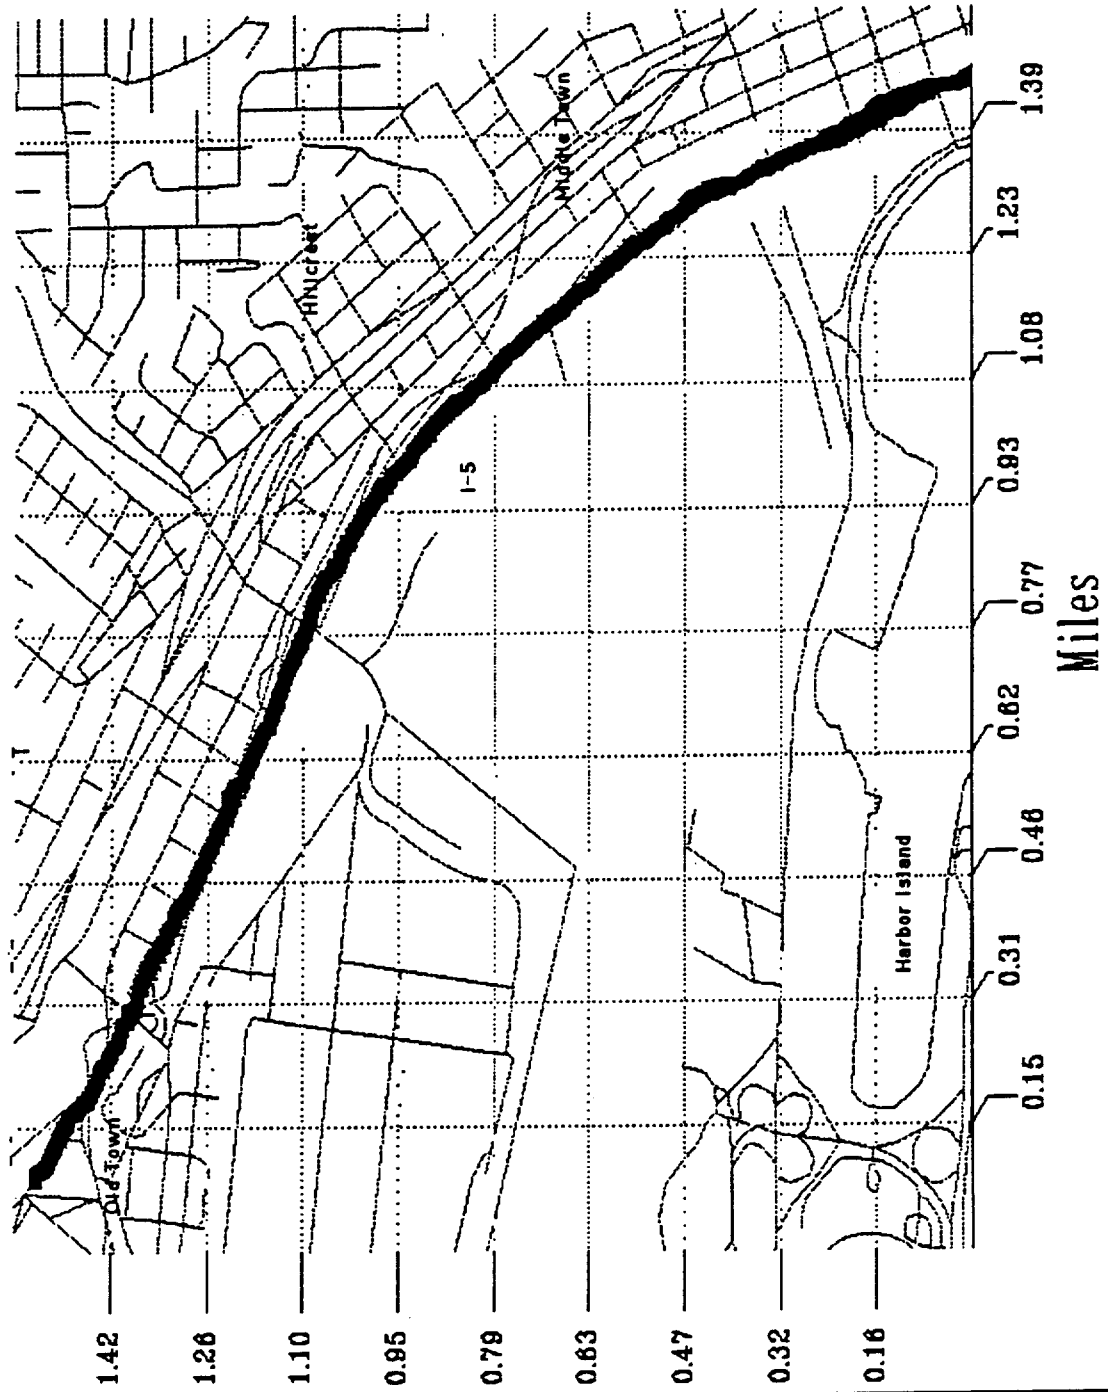 Hillcrest
Middle Town
I-5
Old Town
Harbor Island
T
1.42
1.26
1.10
0.95
0.79
0.63
0.47
0.32
0.16
0.15
0.31
0.46
0.62
0.77
0.93
1.08
1.23
1.39
Miles